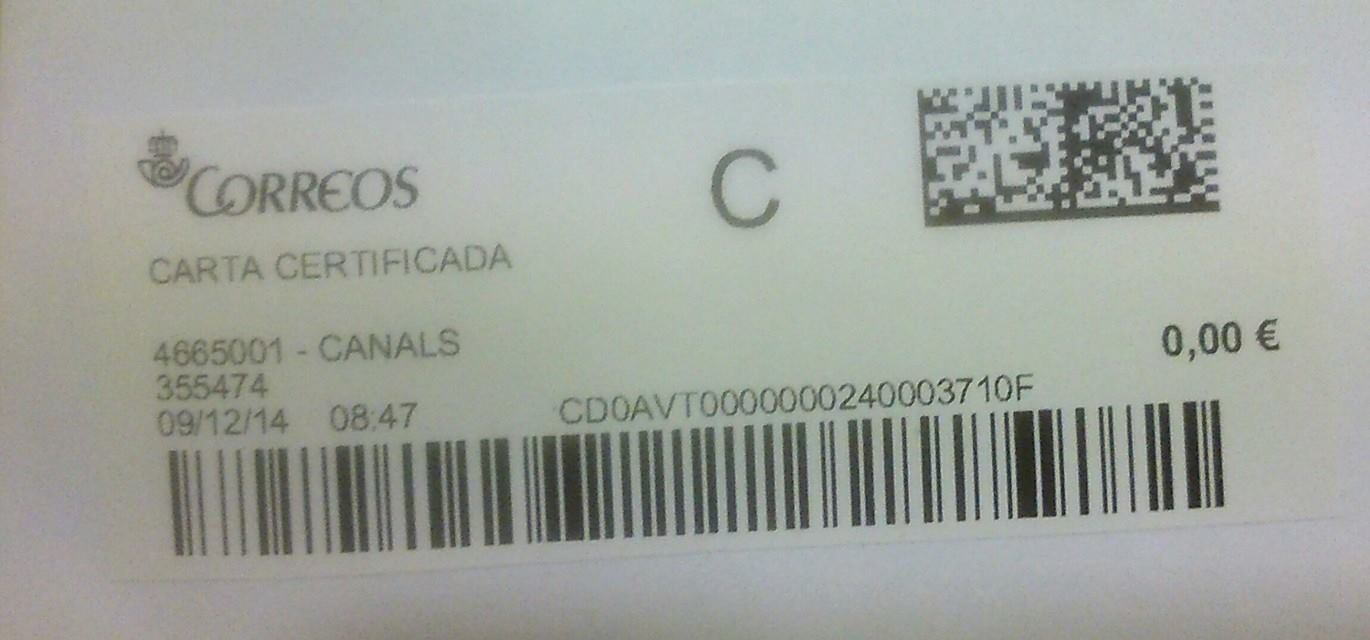 CORREOS
C
CARTA CERTIFICADA
4665001 - CANALS
0,00 €
355474
09/12/14 08:47
CD0AVT0000000240003710F